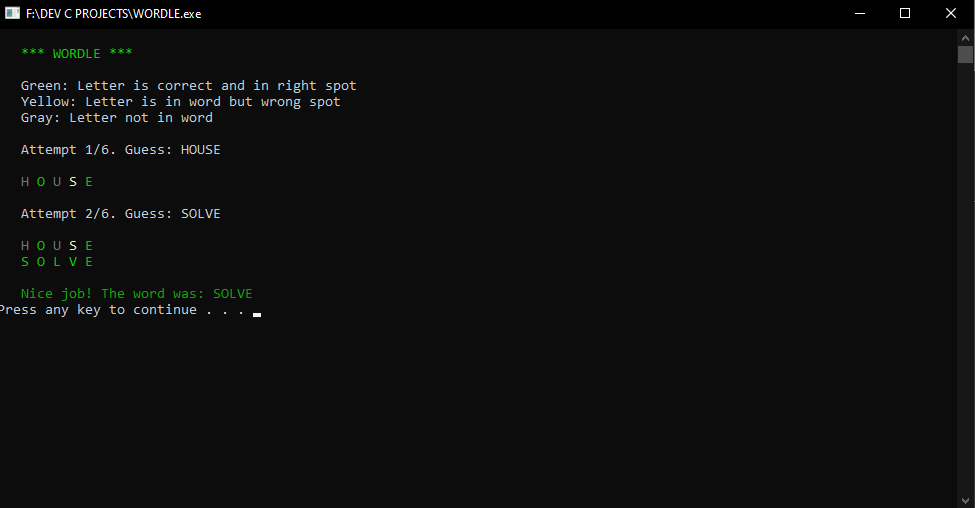 F:\DEV C PROJECTS\WORDLE.exe
*** WORDLE ***
Green: Letter is correct and in right spot
Yellow: Letter is in word but wrong spot
Gray: Letter not in word
Attempt 1/6. Guess: HOUSE
H O U S E
Attempt 2/6. Guess: SOLVE
H O U S E
S O L V E
Nice job! The word was: SOLVE
Press any key to continue . . .